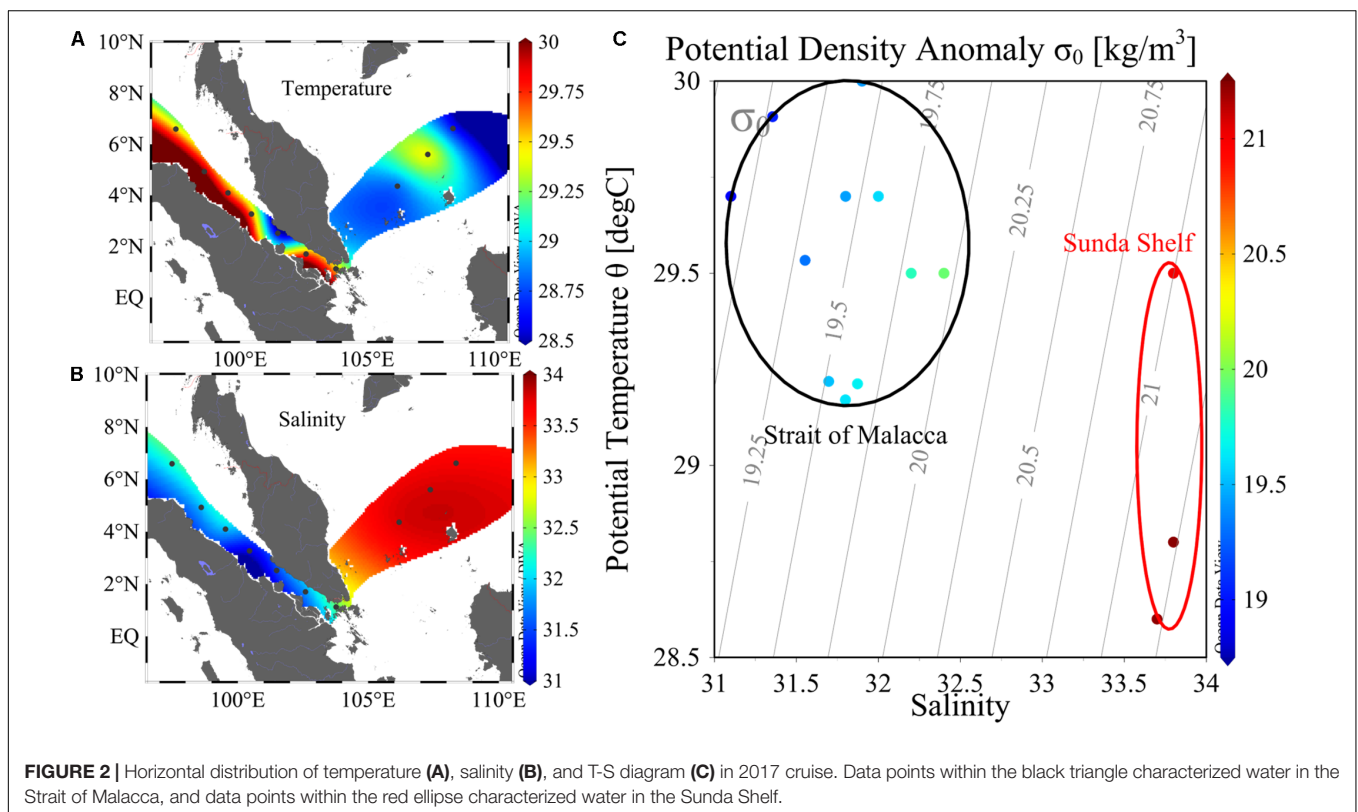 A
10°N
8°N
6°N
4°N
2°N
EQ
Temperature
100°E
105°E
110°E
30
29.75
29.5
29.25
29
28.75
28.5
B
10°N
8°N
6°N
4°N
2°N
EQ
Salinity
100°E
105°E
110°E
34
33.5
33
32.5
32
31.5
31
C
Potential Density Anomaly σ₀ [kg/m³]
Potential Temperature θ [degC]
30
29.5
29
28.5
σ₀
19.75
20.75
20.25
19.5
21
19.25
20
20.5
Sunda Shelf
Strait of Malacca
31
31.5
32
32.5
33
33.5
34
Salinity
21
20.5
20
19.5
19
FIGURE 2 | Horizontal distribution of temperature (A), salinity (B), and T-S diagram (C) in 2017 cruise. Data points within the black triangle characterized water in the
Strait of Malacca, and data points within the red ellipse characterized water in the Sunda Shelf.